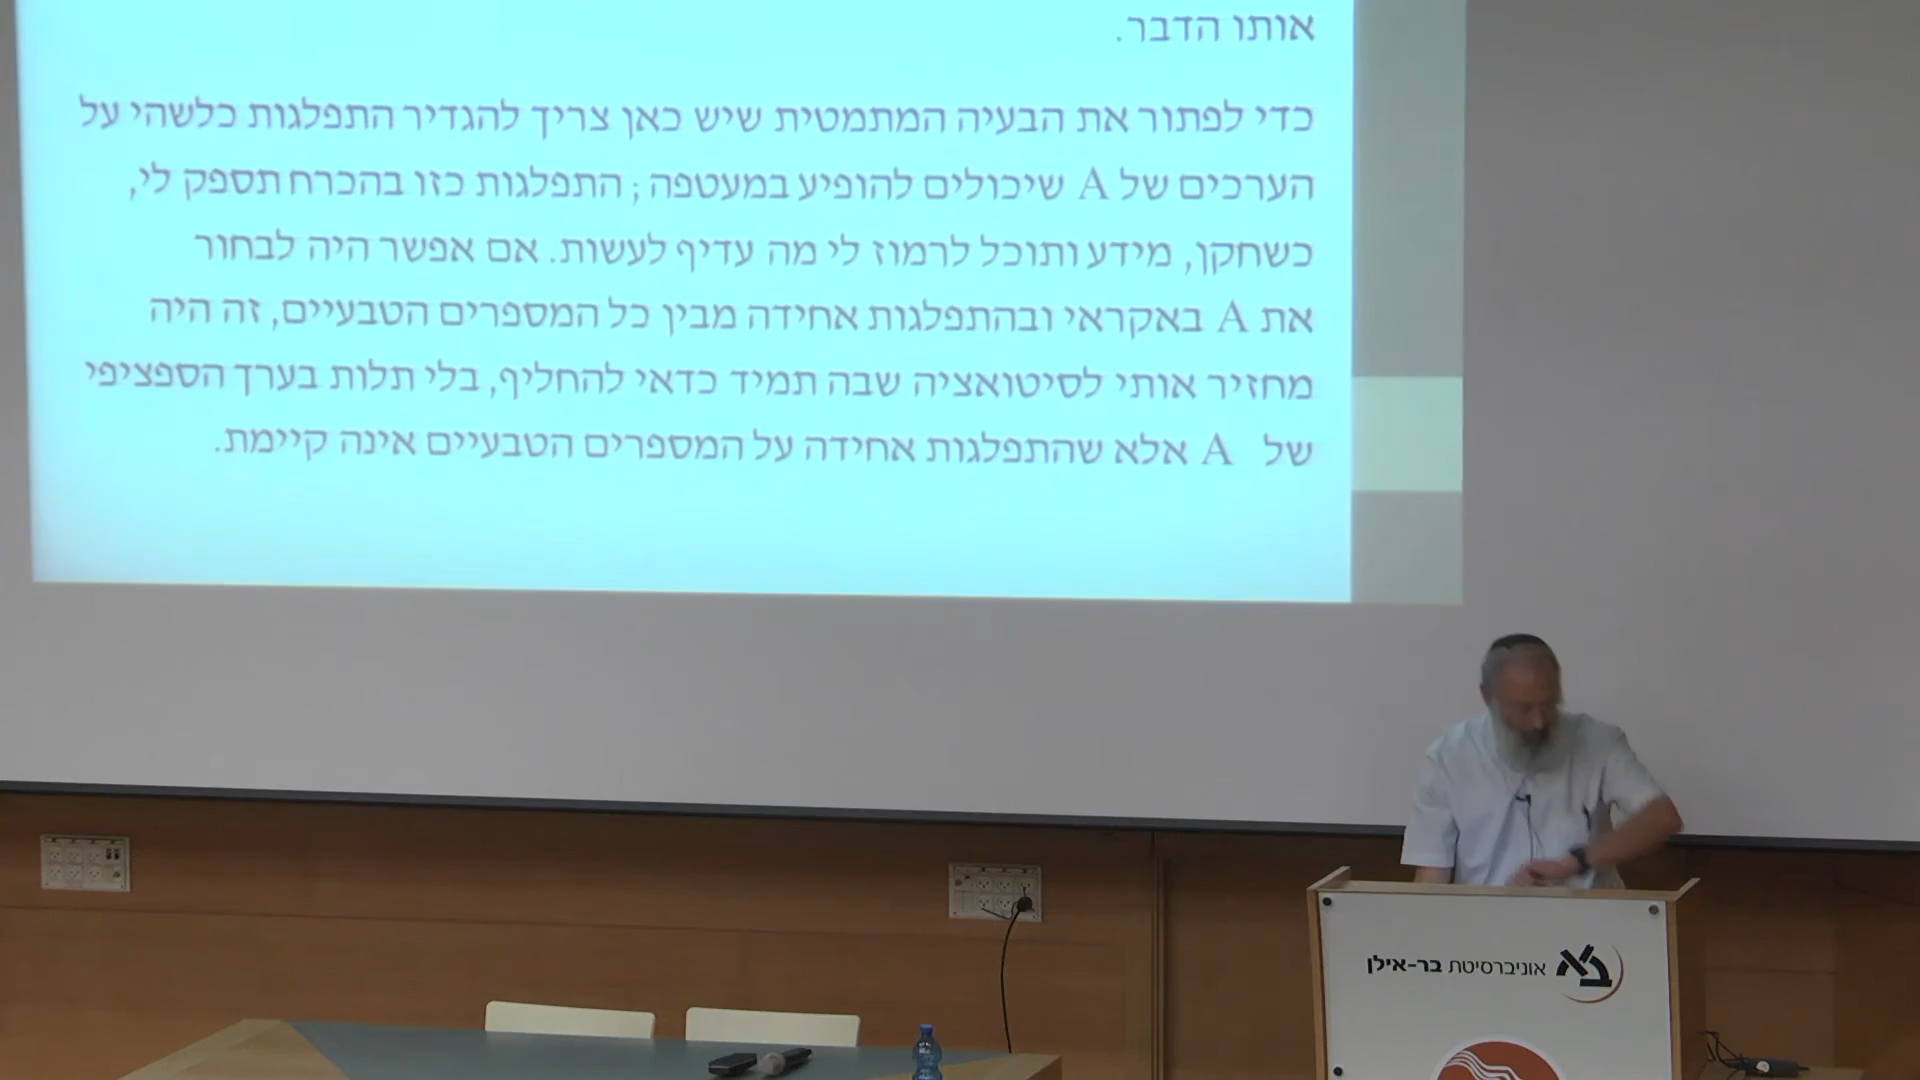 אותו הדבר.
כדי לפתור את הבעיה המתמטית שיש כאן צריך להגדיר התפלגות כלשהי על
הערכים של A שיכולים להופיע במעטפה; התפלגות כזו בהכרח תספק לי,
כשחקן, מידע ותוכל לרמוז לי מה עדיף לעשות. אם אפשר היה לבחור
את A באקראי ובהתפלגות אחידה מבין כל המספרים הטבעיים, זה היה
מחזיר אותי לסיטואציה שבה תמיד כדאי להחליף, בלי תלות בערך הספציפי
של A אלא שהתפלגות אחידה על המספרים הטבעיים אינה קיימת.
אוניברסיטת בר-אילן